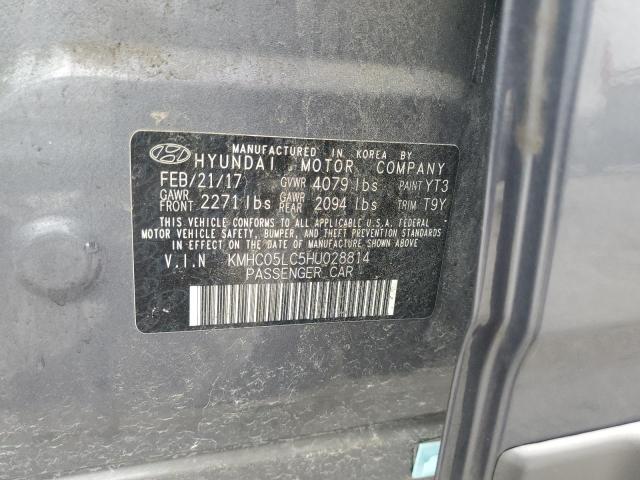 MANUFACTURED IN KOREA BY
HYUNDAI MOTOR COMPANY
FEB/21/17 GVWR 4079 lbs PAINT YT3
GAWR FRONT 2271 lbs GAWR REAR 2094 lbs TRIM T9Y
THIS VEHICLE CONFORMS TO ALL APPLICABLE U.S. FEDERAL
MOTOR VEHICLE SAFETY, BUMPER, AND THEFT PREVENTION STANDARDS
IN EFFECT ON THE DATE OF MANUFACTURE SHOWN ABOVE.
V.I.N KMHC05LC5HU028814
PASSENGER CAR